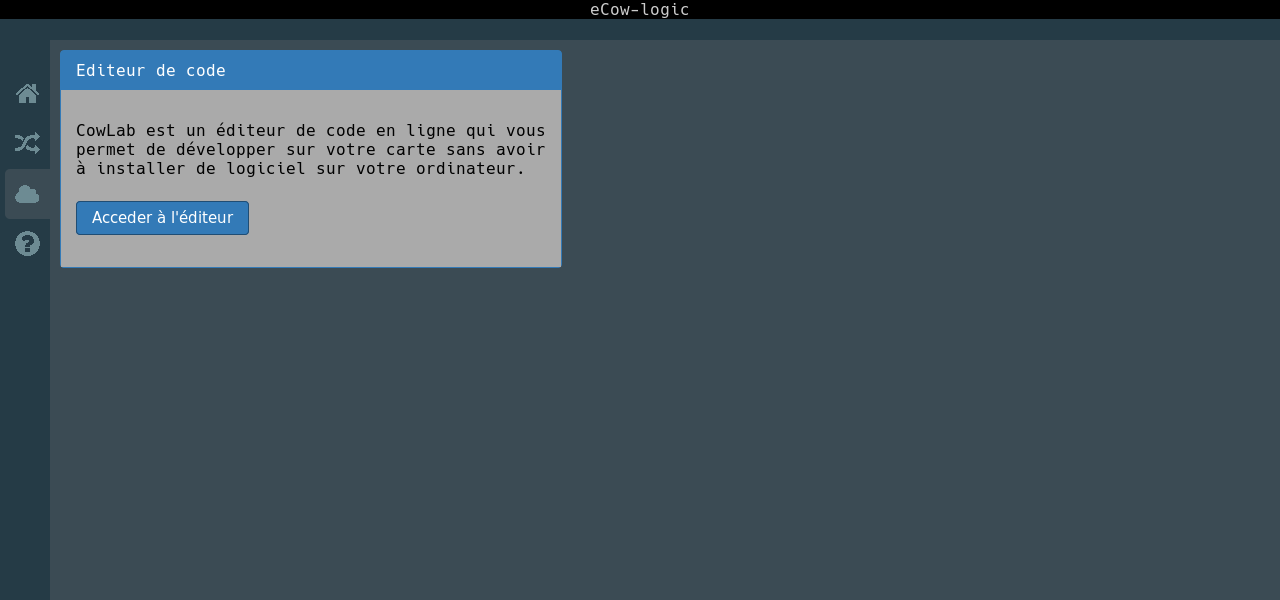 eCow-logic
Editeur de code
CowLab est un éditeur de code en ligne qui vous
permet de développer sur votre carte sans avoir
à installer de logiciel sur votre ordinateur.
Acceder à l'éditeur